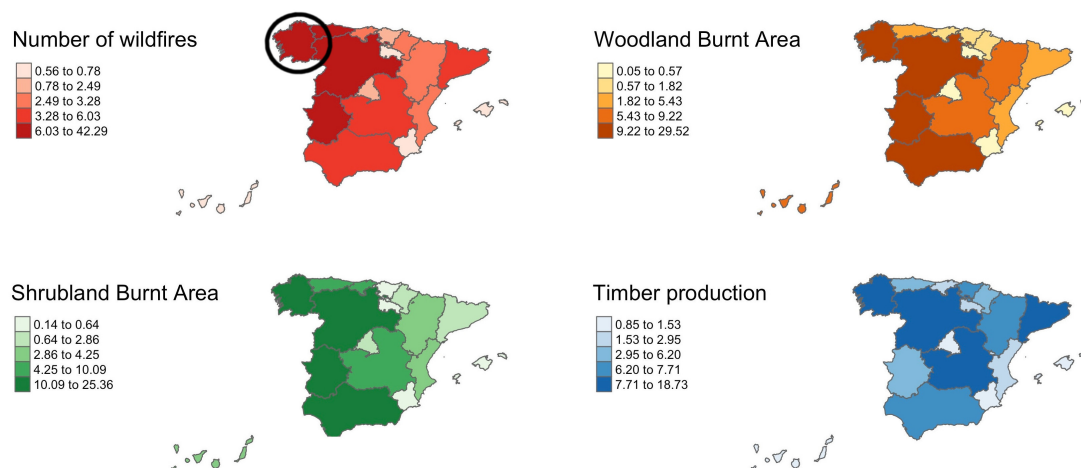 Number of wildfires
0.56 to 0.78
0.78 to 2.49
2.49 to 3.28
3.28 to 6.03
6.03 to 42.29
Woodland Burnt Area
0.05 to 0.57
0.57 to 1.82
1.82 to 5.43
5.43 to 9.22
9.22 to 29.52
Shrubland Burnt Area
0.14 to 0.64
0.64 to 2.86
2.86 to 4.25
4.25 to 10.09
10.09 to 25.36
Timber production
0.85 to 1.53
1.53 to 2.95
2.95 to 6.20
6.20 to 7.71
7.71 to 18.73